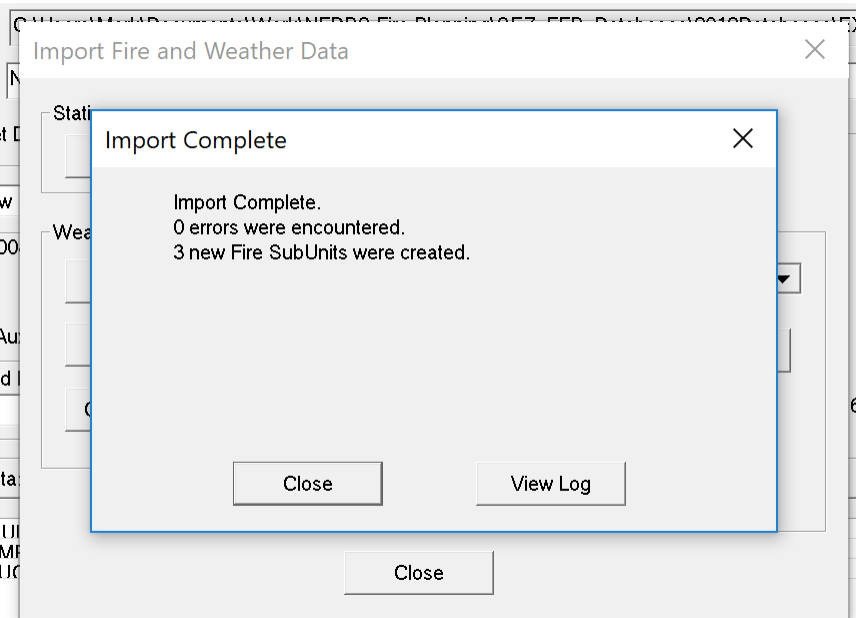 Import Fire and Weather Data
Import Complete
Import Complete.
0 errors were encountered.
3 new Fire SubUnits were created.
Close
View Log
Close